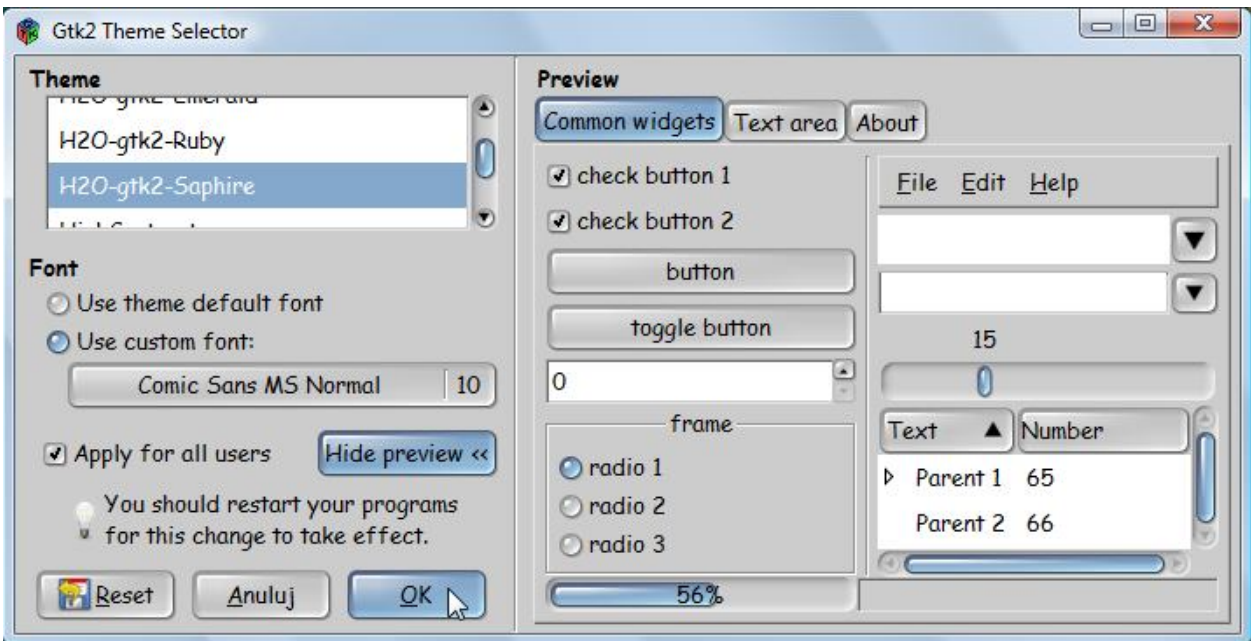 Gtk2 Theme Selector
Theme
H2O-gtk2-Emerald
H2O-gtk2-Ruby
H2O-gtk2-Saphire
Font
Use theme default font
Use custom font:
Comic Sans MS Normal 10
Apply for all users
Hide preview <<
You should restart your programs
for this change to take effect.
Reset Anuluj OK
Preview
Common widgets Text area About
check button 1
check button 2
button
toggle button
0
frame
radio 1
radio 2
radio 3
56%
File Edit Help
15
Text Number
Parent 1 65
Parent 2 66